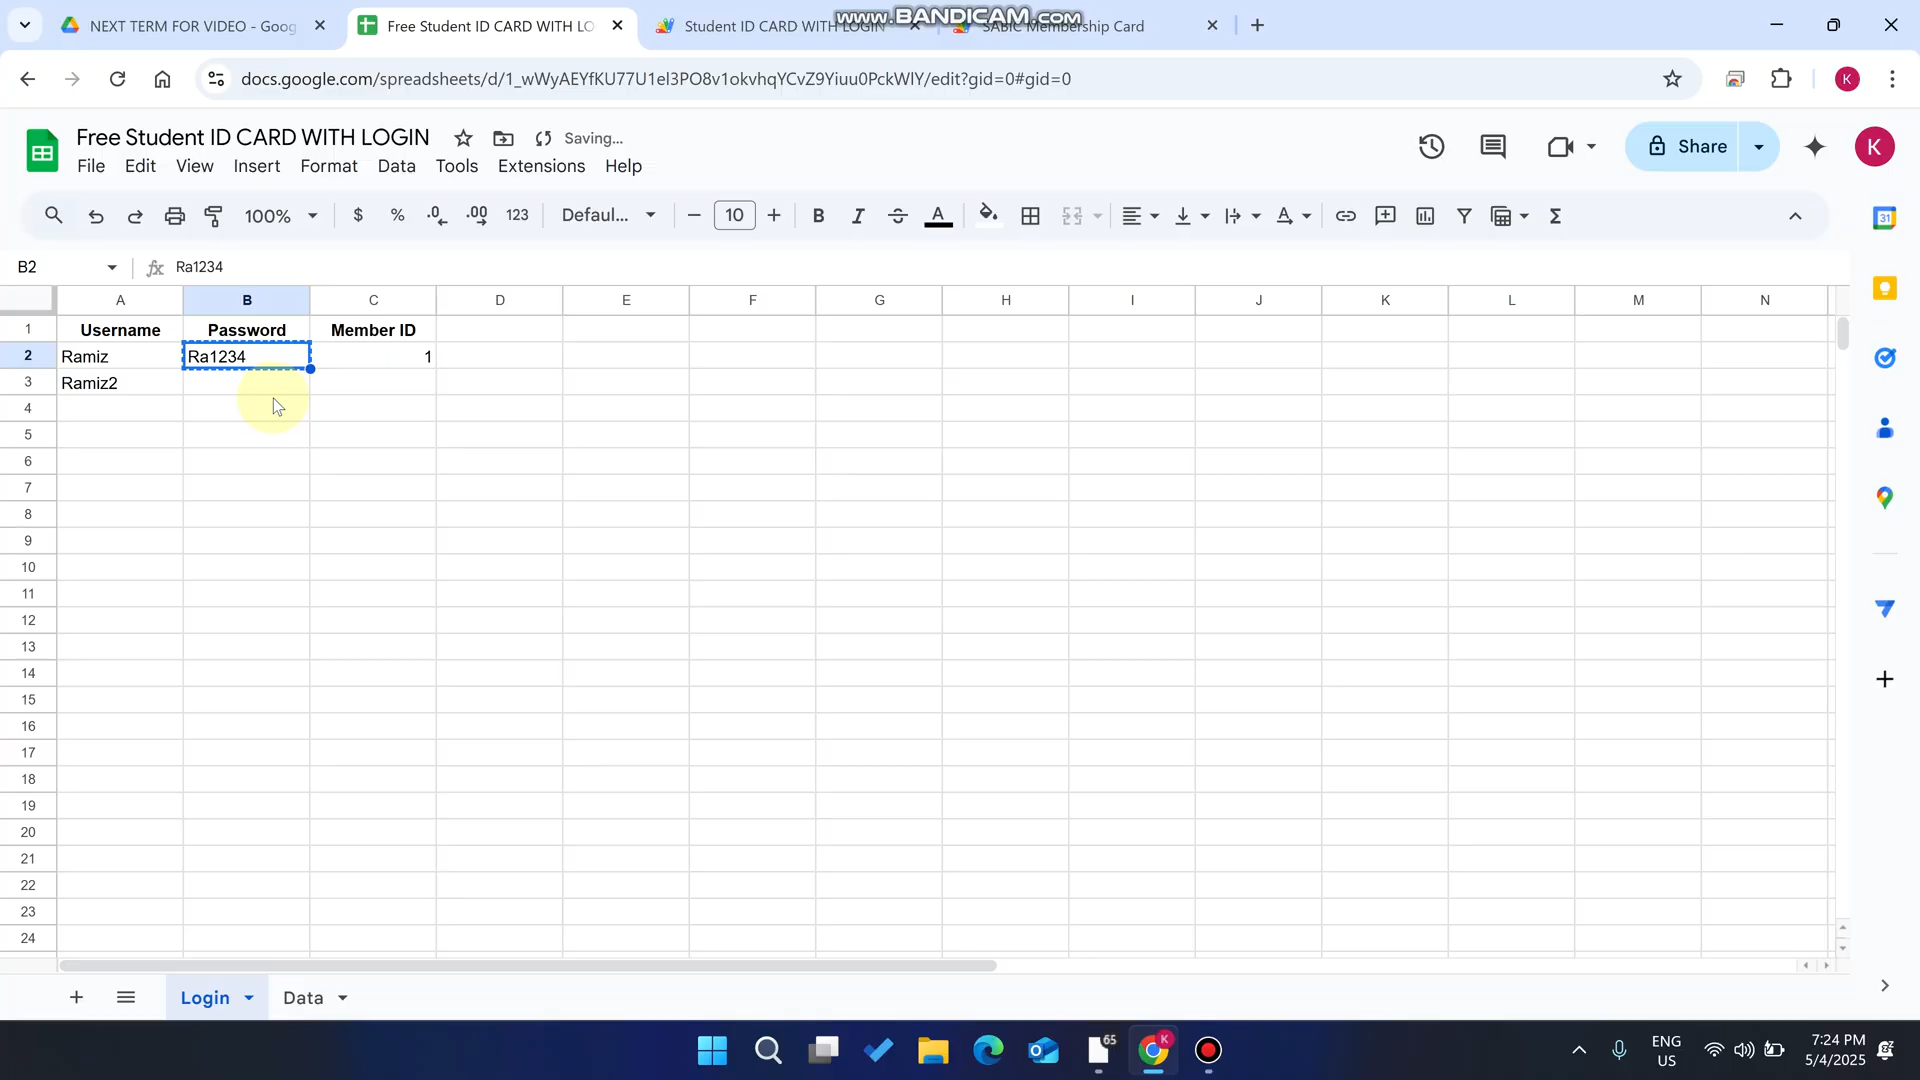 www.BANDICAM.com
NEXT TERM FOR VIDEO - Goog
Free Student ID CARD WITH LO
Student ID CARD WITH LOGIN
SABIC Membership Card
docs.google.com/spreadsheets/d/1_wWyAEYfKU77U1el3PO8v1okvhqYCvZ9Yiuu0PckWlY/edit?gid=0#gid=0
K
Free Student ID CARD WITH LOGIN
Saving...
Share
K
File Edit View Insert Format Data Tools Extensions Help
100% $ % .0 .00 123 Defaul... 10 B I A
31
B2
Ra1234
A B C D E F G H I J K L M N
1 Username Password Member ID
2 Ramiz Ra1234 1
3 Ramiz2
4
5
6
7
8
9
10
11
12
13
14
15
16
17
18
19
20
21
22
23
24
Login
Data
65
K
ENG
US
7:24 PM
5/4/2025